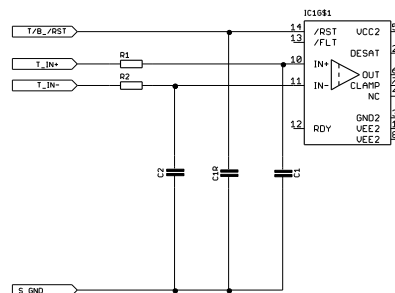 IC1G$1
T/B_/RST
14 /RST VCC2
13 /FLT
DESAT
R1
T_IN+
10 IN+
OUT
R2
T_IN-
11 IN- CLAMP
NC
GND2
12 RDY VEE2
VEE2
C2
C1R
C1
S_GND